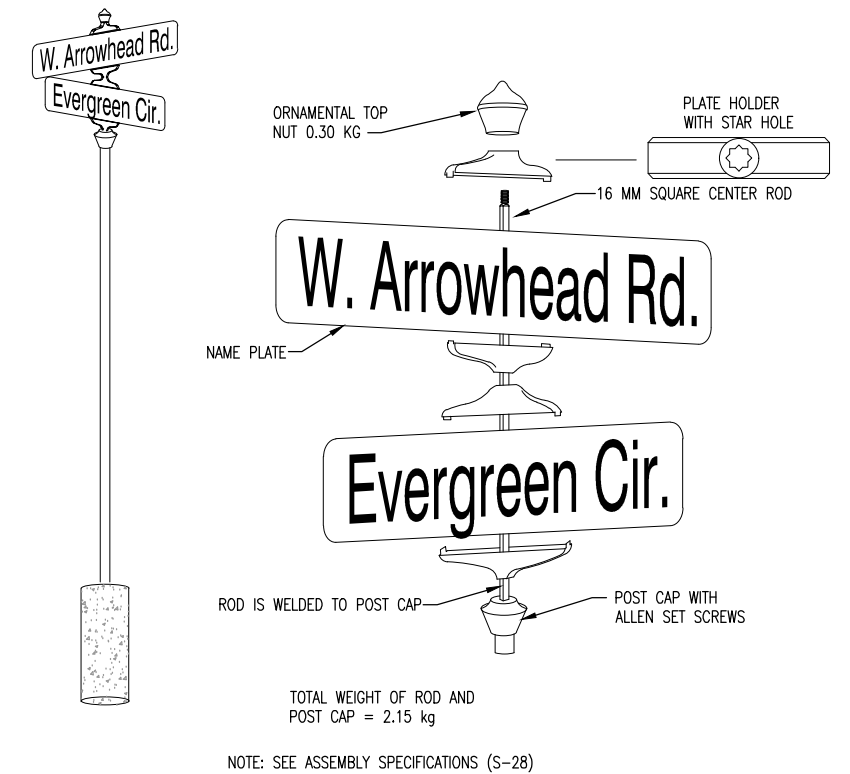 W. Arrowhead Rd.
Evergreen Cir.
ORNAMENTAL TOP
NUT 0.30 KG
PLATE HOLDER
WITH STAR HOLE
16 MM SQUARE CENTER ROD
W. Arrowhead Rd.
NAME PLATE
Evergreen Cir.
ROD IS WELDED TO POST CAP
POST CAP WITH
ALLEN SET SCREWS
TOTAL WEIGHT OF ROD AND
POST CAP = 2.15 kg
NOTE: SEE ASSEMBLY SPECIFICATIONS (S-28)